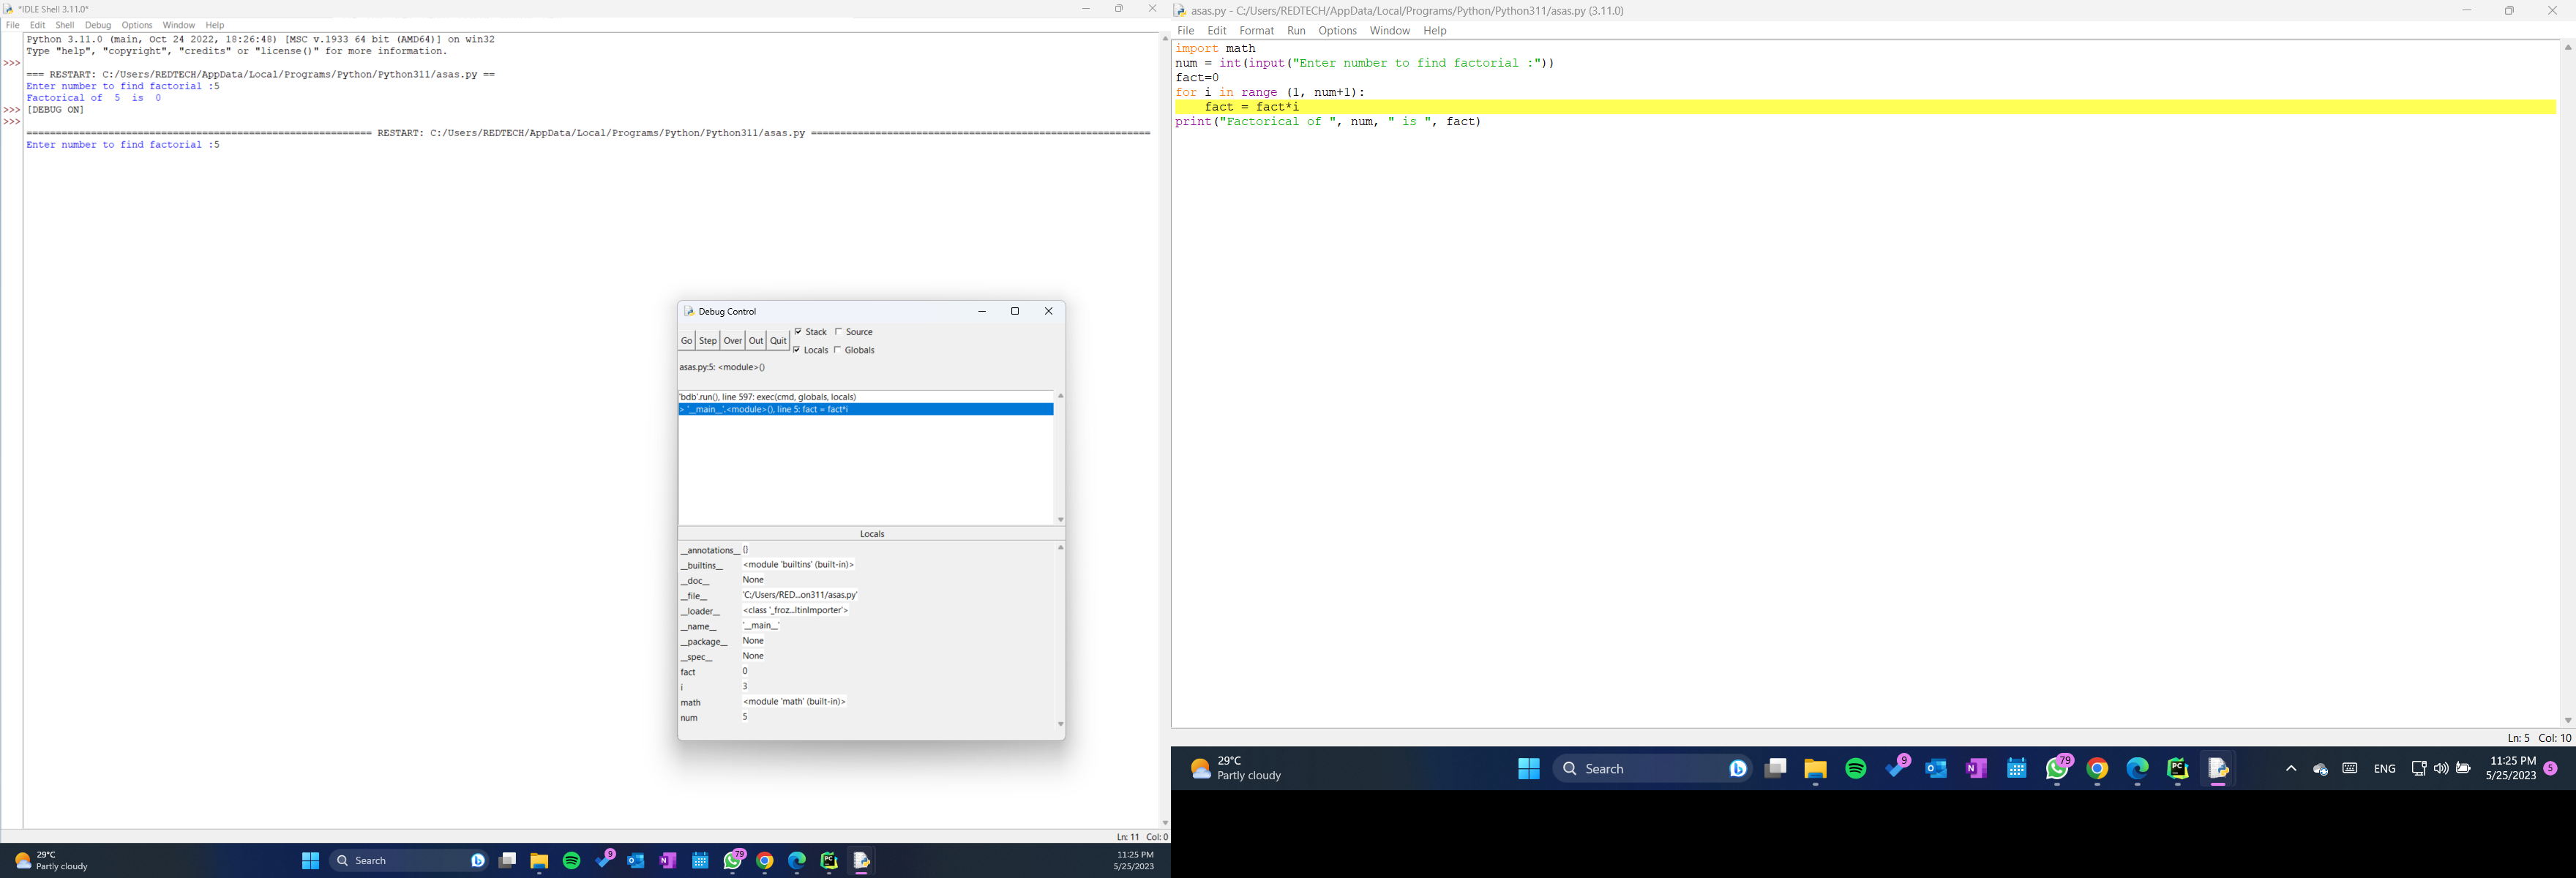 *IDLE Shell 3.11.0*
File Edit Shell Debug Options Window Help
Python 3.11.0 (main, Oct 24 2022, 18:26:48) [MSC v.1933 64 bit (AMD64)] on win32
Type "help", "copyright", "credits" or "license()" for more information.
>>>
=== RESTART: C:/Users/REDTECH/AppData/Local/Programs/Python/Python311/asas.py ==
Enter number to find factorial :5
Factorical of  5  is  0
>>> [DEBUG ON]
>>>
=========================================================== RESTART: C:/Users/REDTECH/AppData/Local/Programs/Python/Python311/asas.py ==========================================================
Enter number to find factorial :5
Debug Control
Go Step Over Out Quit
Stack Source
Locals Globals
asas.py:5: <module>()
'bdb'.run(), line 597: exec(cmd, globals, locals)
> '__main__'.<module>(), line 5: fact = fact*i
Locals
__annotations__ {}
__builtins__ <module 'builtins' (built-in)>
__doc__ None
__file__ 'C:/Users/RED...on311/asas.py'
__loader__ <class '_froz...ltinImporter'>
__name__ '__main__'
__package__ None
__spec__ None
fact 0
i 3
math <module 'math' (built-in)>
num 5
Ln: 11 Col: 0
29°C
Partly cloudy
Search
9
79
11:25 PM
5/25/2023
asas.py - C:/Users/REDTECH/AppData/Local/Programs/Python/Python311/asas.py (3.11.0)
File Edit Format Run Options Window Help
import math
num = int(input("Enter number to find factorial :"))
fact=0
for i in range (1, num+1):
    fact = fact*i
print("Factorical of ", num, " is ", fact)
Ln: 5 Col: 10
29°C
Partly cloudy
Search
9
79
ENG
11:25 PM
5/25/2023
5